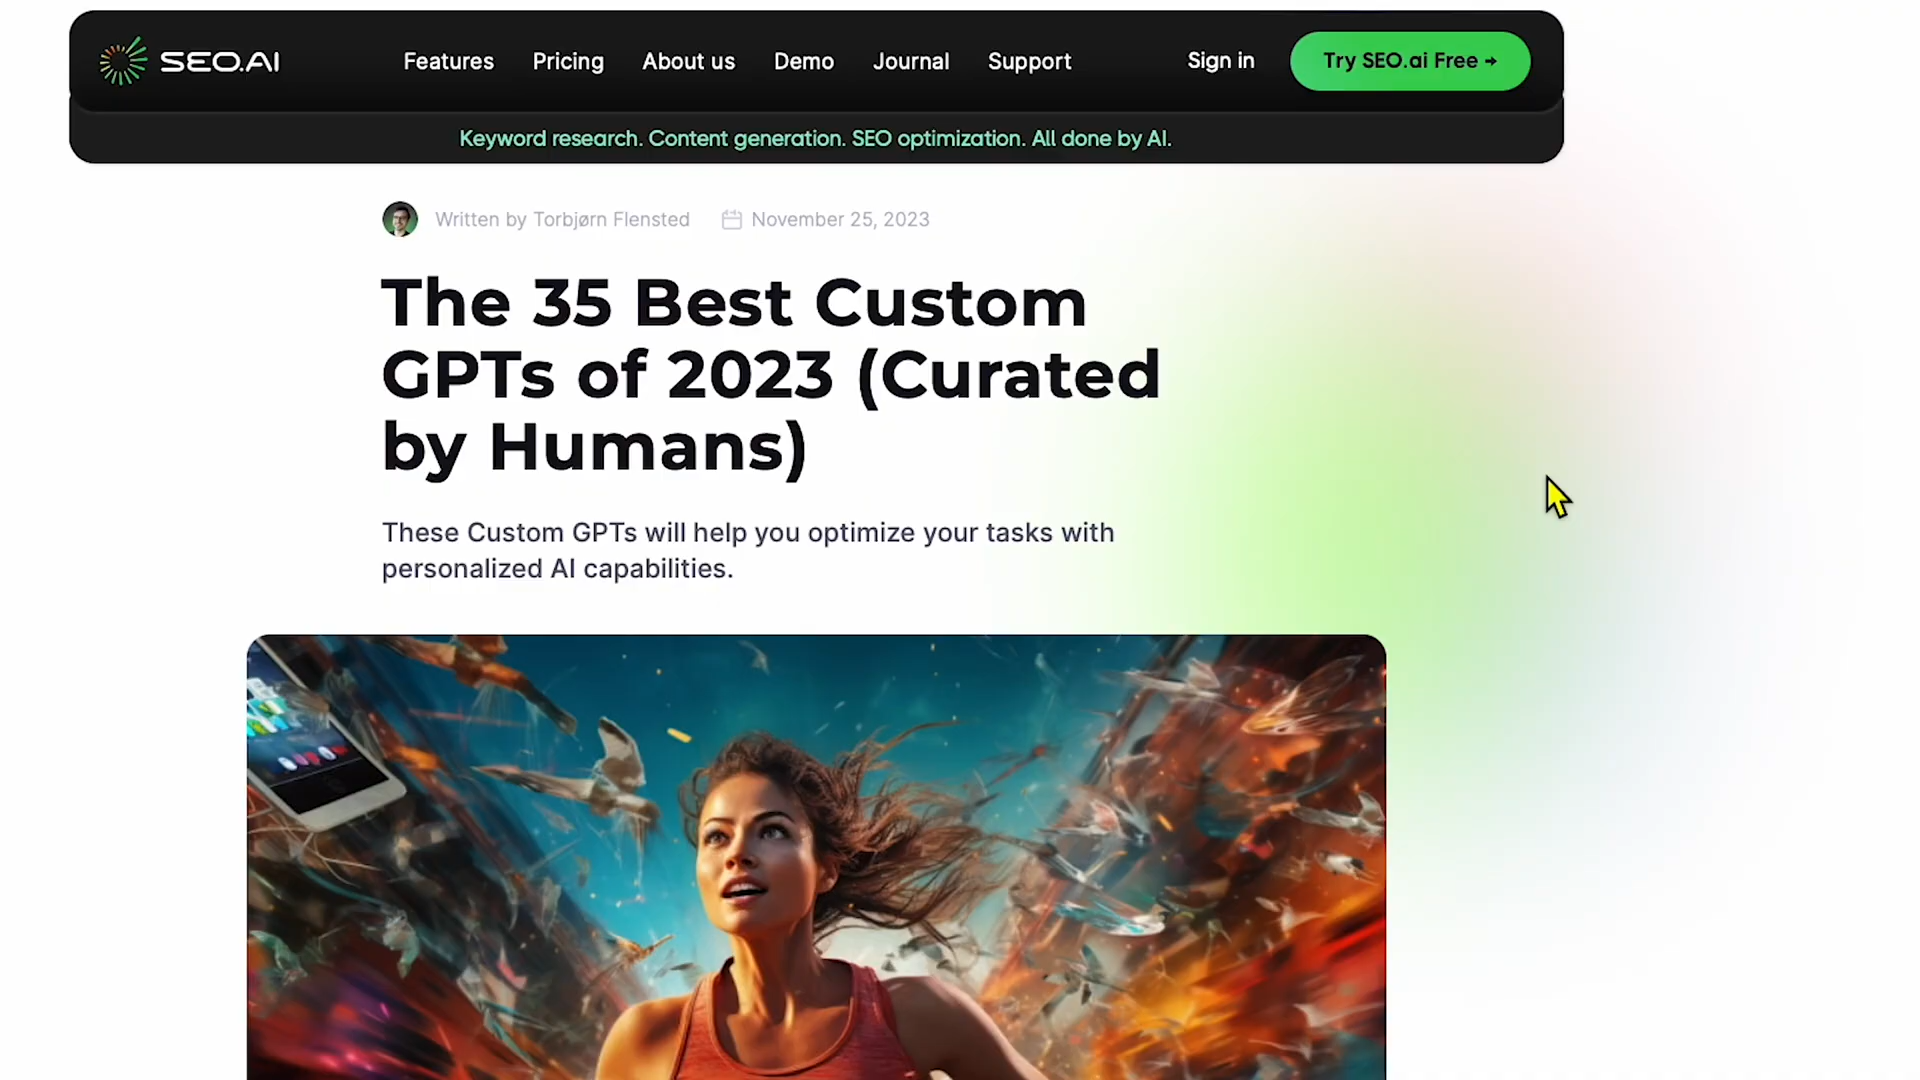 SEO.AI Features Pricing About us Demo Journal Support Sign in Try SEO.ai Free →
Keyword research. Content generation. SEO optimization. All done by AI.
Written by Torbjørn Flensted November 25, 2023
The 35 Best Custom
GPTs of 2023 (Curated
by Humans)
These Custom GPTs will help you optimize your tasks with
personalized AI capabilities.